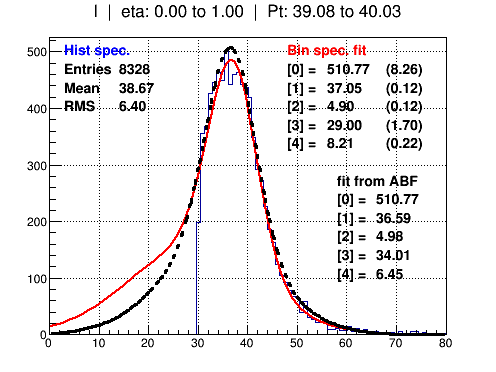 I | eta: 0.00 to 1.00 | Pt: 39.08 to 40.03
Hist spec.
Entries 8328
Mean 38.67
RMS 6.40
Bin spec. fit
[0] = 510.77 (8.26)
[1] = 37.05 (0.12)
[2] = 4.90 (0.12)
[3] = 29.00 (1.70)
[4] = 8.21 (0.22)
fit from ABF
[0] = 510.77
[1] = 36.59
[2] = 4.98
[3] = 34.01
[4] = 6.45
500
400
300
200
100
0
0 10 20 30 40 50 60 70 80